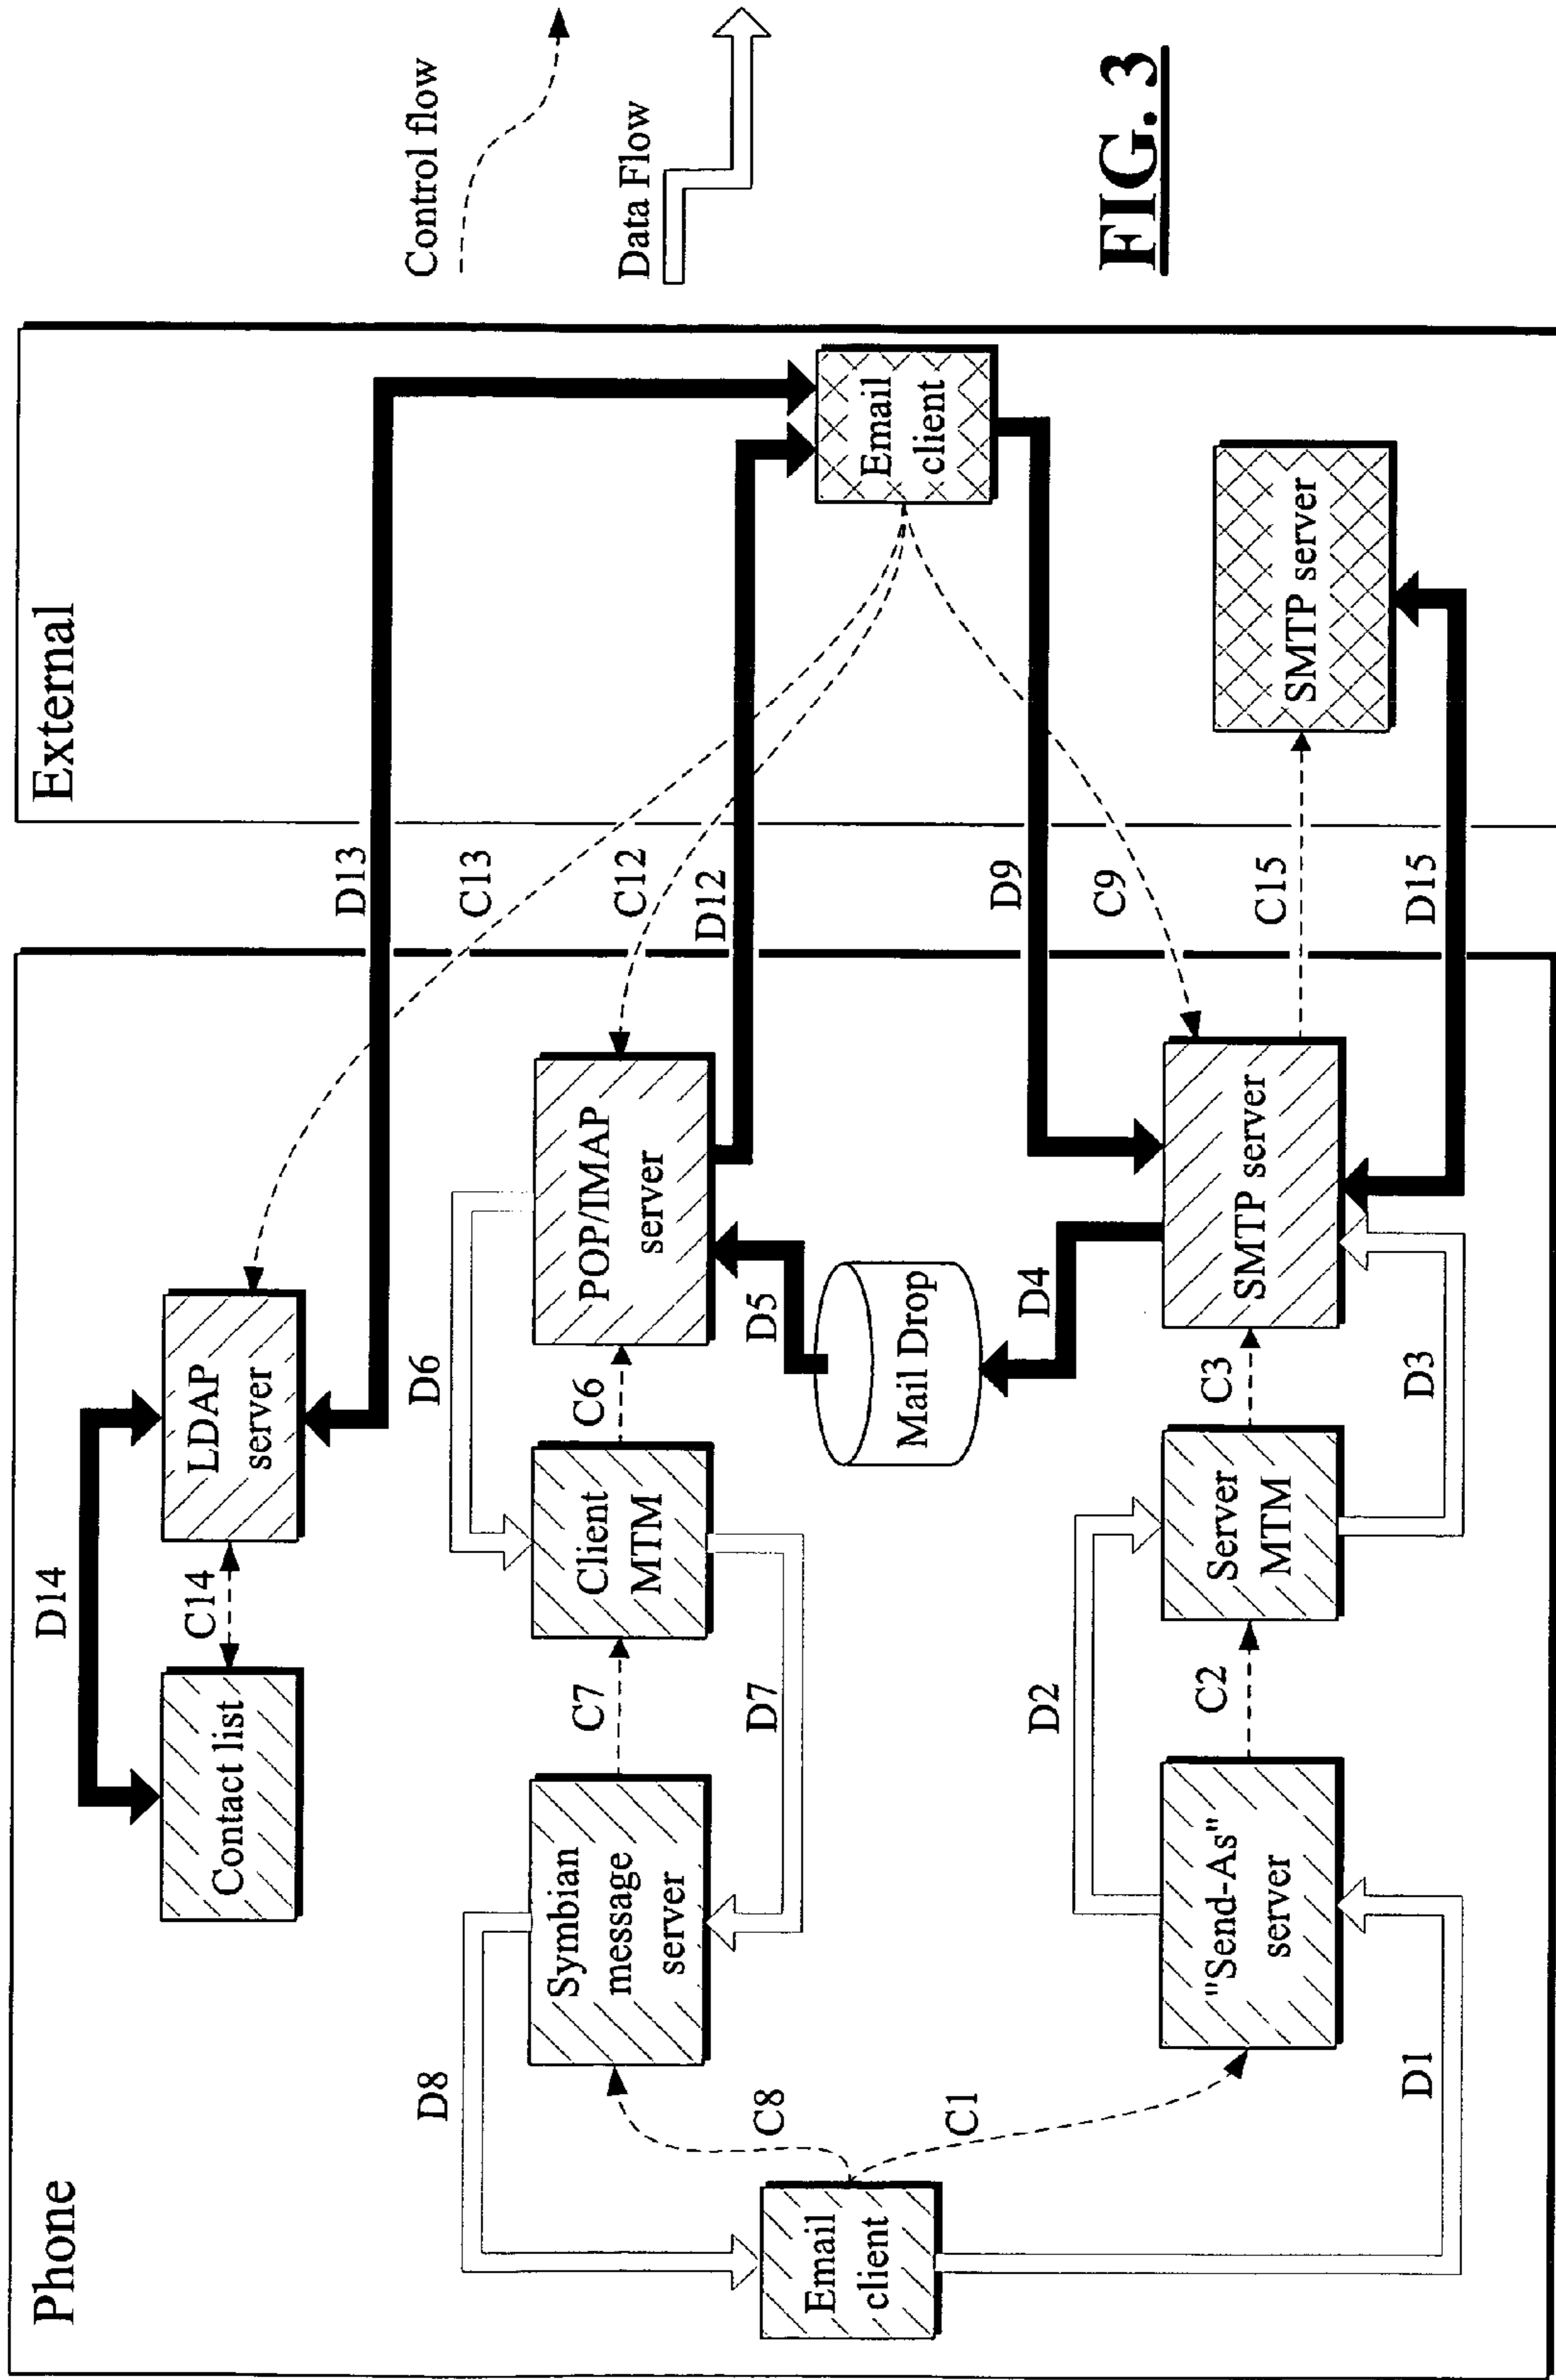 Phone
External
D14
Contact list
C14
LDAP
server
D13
Control flow
C13
D8
Symbian
message
server
C7
D6
Client
MTM
C6
POP/IMAP
server
C12
D12
Data Flow
D7
D5
C8
Email
client
Mail Drop
Email
client
C1
D4
D9
D2
C9
FIG. 3
"Send-As"
server
C2
Server
MTM
C3
SMTP server
C15
SMTP server
D1
D3
D15